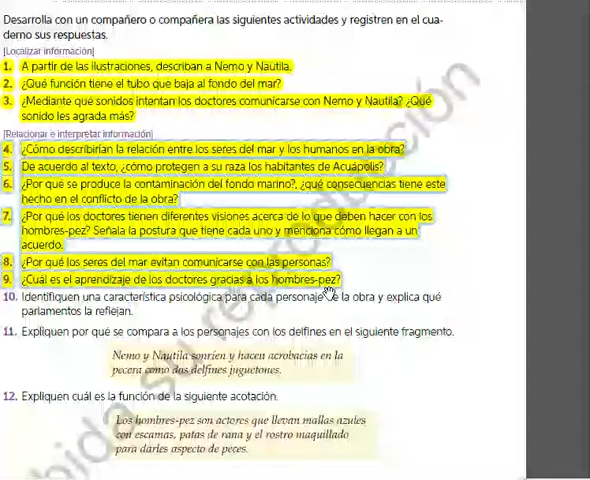 Desarrolla con un compañero o compañera las siguientes actividades y registren en el cua-
derno sus respuestas.
[Localizar información]
1. A partir de las ilustraciones, describan a Nemo y Nautila.
2. ¿Qué función tiene el tubo que baja al fondo del mar?
3. ¿Mediante qué sonidos intentan los doctores comunicarse con Nemo y Nautila? ¿Qué
sonido les agrada más?
[Relacionar e interpretar información]
4. ¿Cómo describirían la relación entre los seres del mar y los humanos en la obra?
5. De acuerdo al texto, ¿cómo protegen a su raza los habitantes de Acuápolis?
6. ¿Por qué se produce la contaminación del fondo marino?, ¿qué consecuencias tiene este
hecho en el conflicto de la obra?
7. ¿Por qué los doctores tienen diferentes visiones acerca de lo que deben hacer con los
hombres-pez? Señala la postura que tiene cada uno y menciona cómo llegan a un
acuerdo.
8. ¿Por qué los seres del mar evitan comunicarse con las personas?
9. ¿Cuál es el aprendizaje de los doctores gracias a los hombres-pez?
10. Identifiquen una característica psicológica para cada personaje de la obra y explica qué
parlamentos la reflejan.
11. Expliquen por qué se compara a los personajes con los delfines en el siguiente fragmento.
Nemo y Nautila sonríen y hacen acrobacias en la
pecera como dos delfines juguetones.
12. Expliquen cuál es la función de la siguiente acotación.
Los hombres-pez son actores que llevan mallas azules
con escamas, patas de rana y el rostro maquillado
para darles aspecto de peces.
bida su reproducción